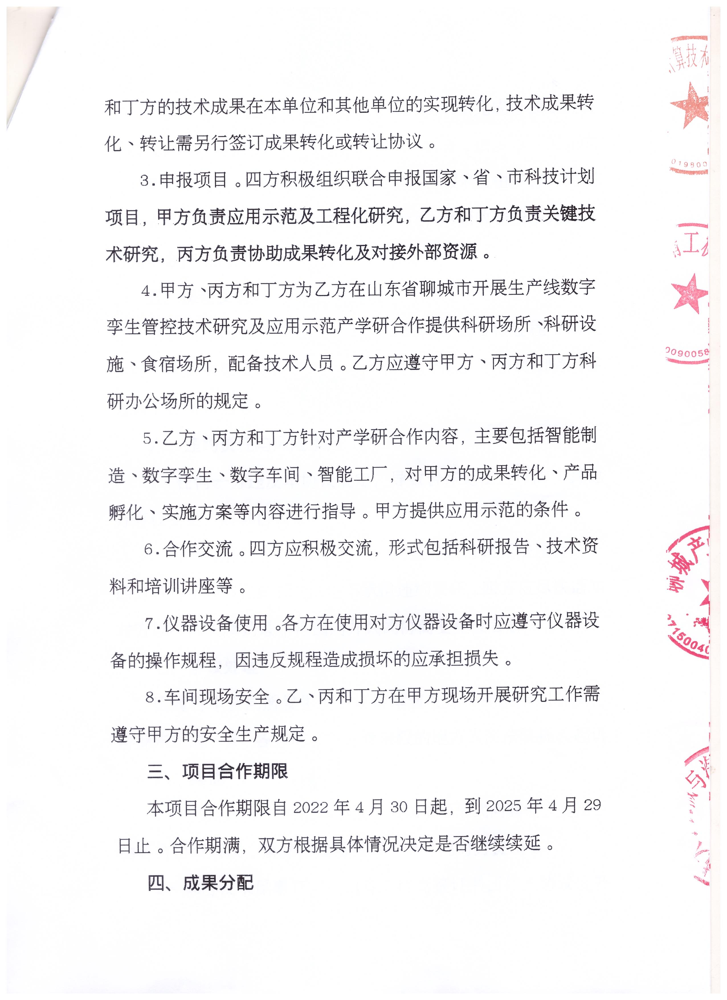 和丁方的技术成果在本单位和其他单位的实现转化，技术成果转
化、转让需另行签订成果转化或转让协议。
3.申报项目。四方积极组织联合申报国家、省、市科技计划
项目，甲方负责应用示范及工程化研究，乙方和丁方负责关键技
术研究，丙方负责协助成果转化及对接外部资源。
4.甲方、丙方和丁方为乙方在山东省聊城市开展生产线数字
孪生管控技术研究及应用示范产学研合作提供科研场所、科研设
施、食宿场所，配备技术人员。乙方应遵守甲方、丙方和丁方科
研办公场所的规定。
5.乙方、丙方和丁方针对产学研合作内容，主要包括智能制
造、数字孪生、数字车间、智能工厂，对甲方的成果转化、产品
孵化、实施方案等内容进行指导。甲方提供应用示范的条件。
6.合作交流。四方应积极交流，形式包括科研报告、技术资
料和培训讲座等。
7.仪器设备使用。各方在使用对方仪器设备时应遵守仪器设
备的操作规程，因违反规程造成损坏的应承担损失。
8.车间现场安全。乙、丙和丁方在甲方现场开展研究工作需
遵守甲方的安全生产规定。
三、项目合作期限
本项目合作期限自 2022 年 4 月 30 日起，到 2025 年 4 月 29
日止。合作期满，双方根据具体情况决定是否继续续延。
四、成果分配
算技术
019800
工
0090058
聊城产
7150040